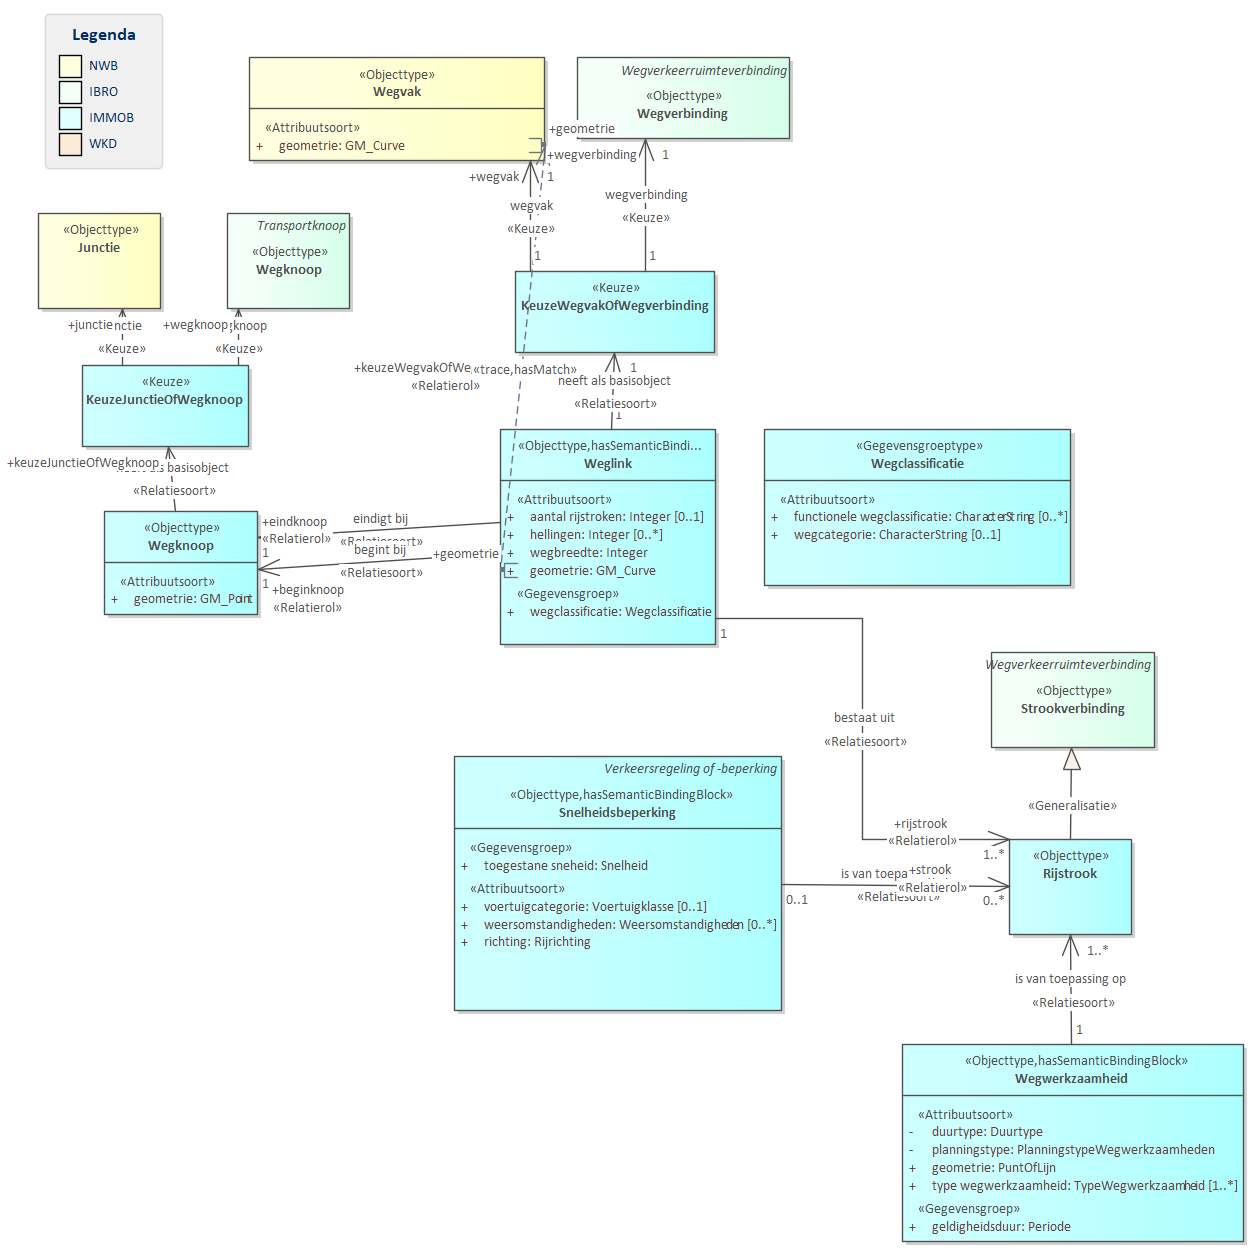 Legenda
NWB
IBRO
IMMOB
WKD
«Objecttype»
Wegvak
«Attribuutsoort»
+ geometrie: GM_Curve
Wegverkeerruimteverbinding
«Objecttype»
Wegverbinding
+geometrie
+wegverbinding
1
+wegvak
1
wegvak
«Keuze»
1
wegverbinding
«Keuze»
1
«Objecttype»
Junctie
Transportknoop
«Objecttype»
Wegknoop
+junctie
«Keuze»
+wegknoop
«Keuze»
«Keuze»
KeuzeWegvakOfWegverbinding
«Keuze»
KeuzeJunctieOfWegknoop
«trace,hasMatch»
«Relatierol»
1
heeft als basisobject
«Relatiesoort»
1
+keuzeJunctieOfWegknoop
als basisobject
«Relatiesoort»
«Objecttype»
Wegknoop
«Attribuutsoort»
+ geometrie: GM_Point
+eindknoop
«Relatierol»
1
eindigt bij
«Relatiesoort»
begint bij
«Relatiesoort»
1
+beginknoop
«Relatierol»
+geometrie
«Objecttype,hasSemanticBindi...
Weglink
«Attribuutsoort»
+ aantal rijstroken: Integer [0..1]
+ hellingen: Integer [0..*]
+ wegbreedte: Integer
+ geometrie: GM_Curve
«Gegevensgroep»
+ wegclassificatie: Wegclassificatie
«Gegevensgroeptype»
Wegclassificatie
«Attribuutsoort»
+ functionele wegclassificatie: CharacterString [0..*]
+ wegcategorie: CharacterString [0..1]
1
bestaat uit
«Relatiesoort»
+rijstrook
«Relatierol»
1..*
Wegverkeerruimteverbinding
«Objecttype»
Strookverbinding
«Generalisatie»
«Objecttype»
Rijstrook
Verkeersregeling of -beperking
«Objecttype,hasSemanticBindingBlock»
Snelheidsbeperking
«Gegevensgroep»
+ toegestane sneheid: Snelheid
«Attribuutsoort»
+ voertuigcategorie: Voertuigklasse [0..1]
+ weersomstandigheden: Weersomstandigheden [0..*]
+ richting: Rijrichting
0..1
is van toepa
+strook
«Relatierol»
«Relatiesoort»
0..*
1..*
is van toepassing op
«Relatiesoort»
1
«Objecttype,hasSemanticBindingBlock»
Wegwerkzaamheid
«Attribuutsoort»
- duurtype: Duurtype
- planningstype: PlanningstypeWegwerkzaamheden
+ geometrie: PuntOfLijn
+ type wegwerkzaamheid: TypeWegwerkzaamheid [1..*]
«Gegevensgroep»
+ geldigheidsduur: Periode